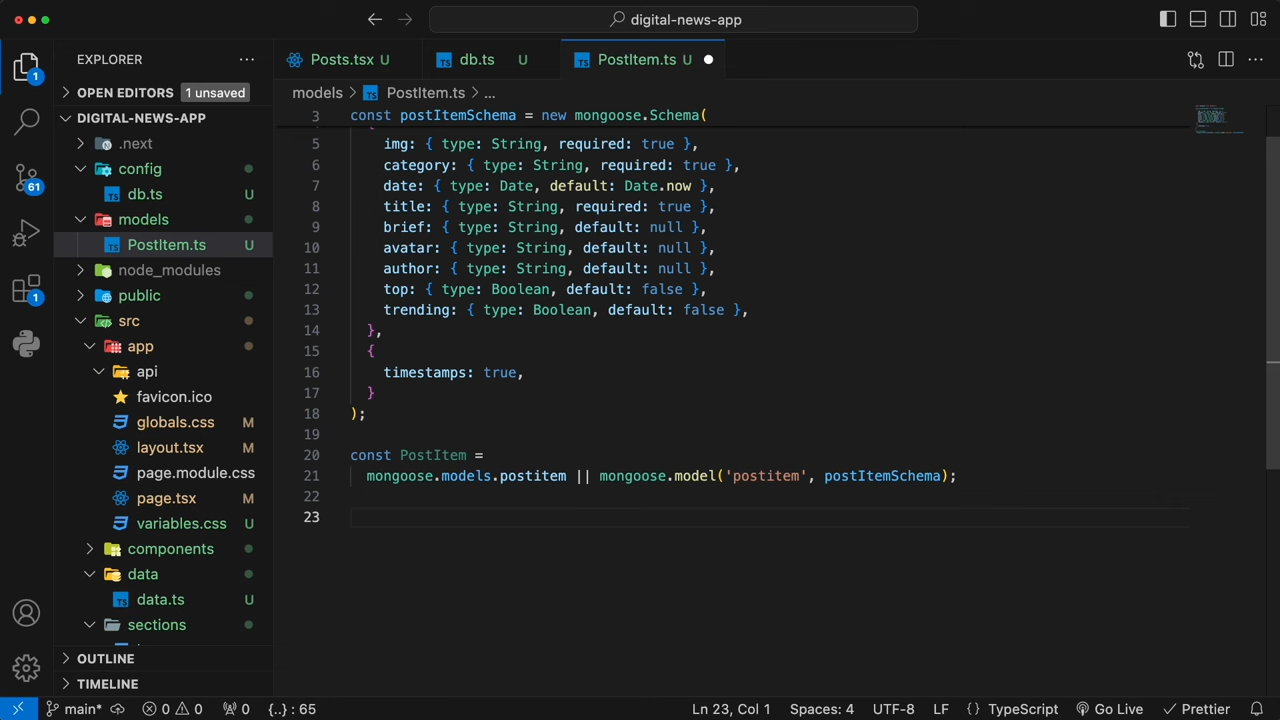 digital-news-app
EXPLORER
OPEN EDITORS 1 unsaved
DIGITAL-NEWS-APP
.next
config
db.ts U
models
PostItem.ts U
node_modules
public
src
app
api
favicon.ico
globals.css M
layout.tsx M
page.module.css
page.tsx M
variables.css U
components
data
data.ts U
sections
OUTLINE
TIMELINE
1
61
1
Posts.tsx U
db.ts U
PostItem.ts U
models > PostItem.ts > ...
3 const postItemSchema = new mongoose.Schema(
5 img: { type: String, required: true },
6 category: { type: String, required: true },
7 date: { type: Date, default: Date.now },
8 title: { type: String, required: true },
9 brief: { type: String, default: null },
10 avatar: { type: String, default: null },
11 author: { type: String, default: null },
12 top: { type: Boolean, default: false },
13 trending: { type: Boolean, default: false },
14 },
15 {
16 timestamps: true,
17 }
18 );
19
20 const PostItem =
21 mongoose.models.postitem || mongoose.model('postitem', postItemSchema);
22
23
main* 0 0 0 {..} : 65 Ln 23, Col 1 Spaces: 4 UTF-8 LF {} TypeScript Go Live Prettier